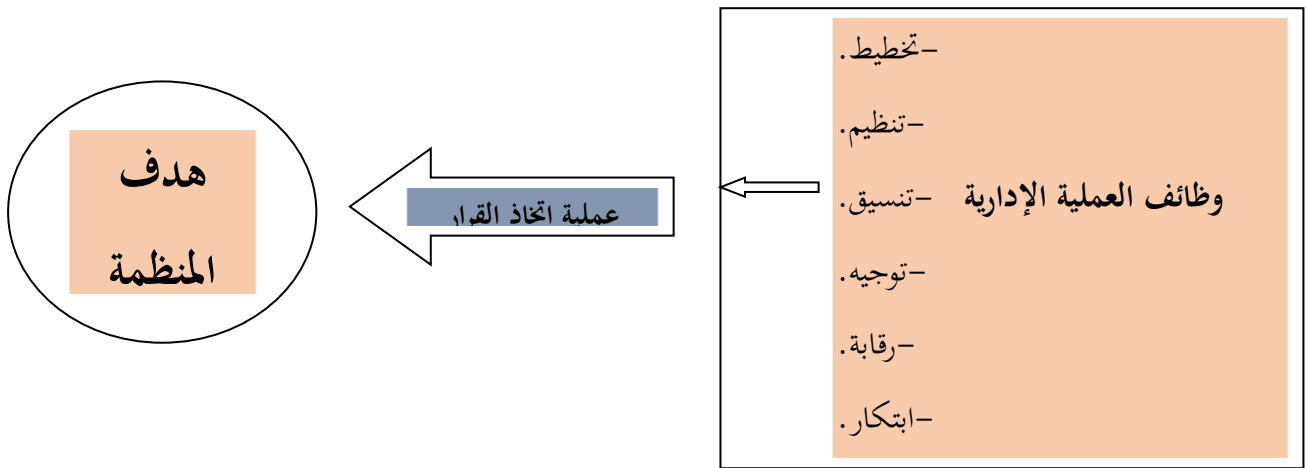 -تخطيط.
-تنظيم.
وظائف العملية الإدارية -تنسيق.
-توجيه.
-رقابة.
-ابتكار.
عملية اتخاذ القرار
هدف
المنظمة